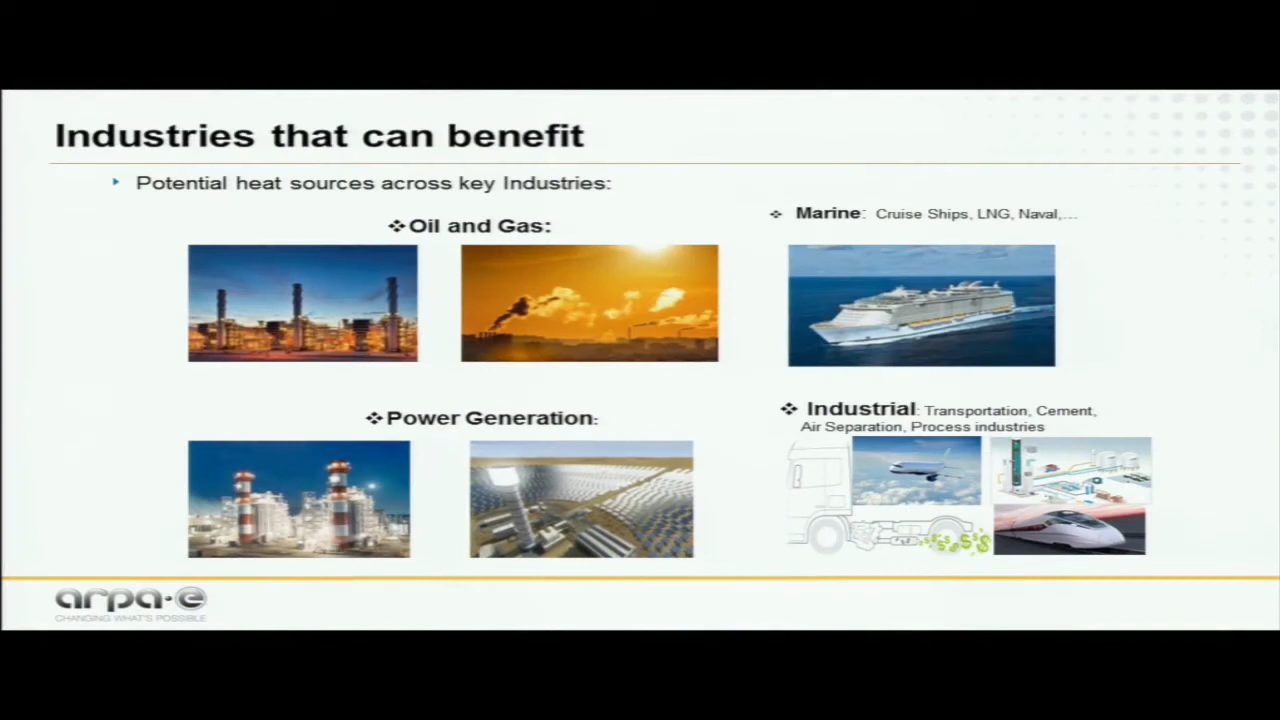 Industries that can benefit
‣ Potential heat sources across key Industries:
❖Oil and Gas:
❖ Marine: Cruise Ships, LNG, Naval,...
❖Power Generation:
❖ Industrial: Transportation, Cement,
Air Separation, Process industries
$ $ $ $ $
arpa·e
CHANGING WHAT'S POSSIBLE